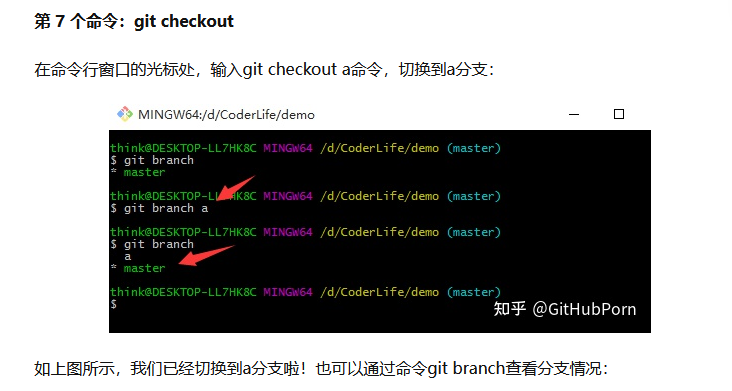 第 7 个命令：git checkout
在命令行窗口的光标处，输入git checkout a命令，切换到a分支：
MINGW64:/d/CoderLife/demo
think@DESKTOP-LL7HK8C MINGW64 /d/CoderLife/demo (master)
$ git branch
* master
think@DESKTOP-LL7HK8C MINGW64 /d/CoderLife/demo (master)
$ git branch a
think@DESKTOP-LL7HK8C MINGW64 /d/CoderLife/demo (master)
$ git branch
a
* master
think@DESKTOP-LL7HK8C MINGW64 /d/CoderLife/demo (master)
$
知乎 @GitHubPorn
如上图所示，我们已经切换到a分支啦！也可以通过命令git branch查看分支情况：